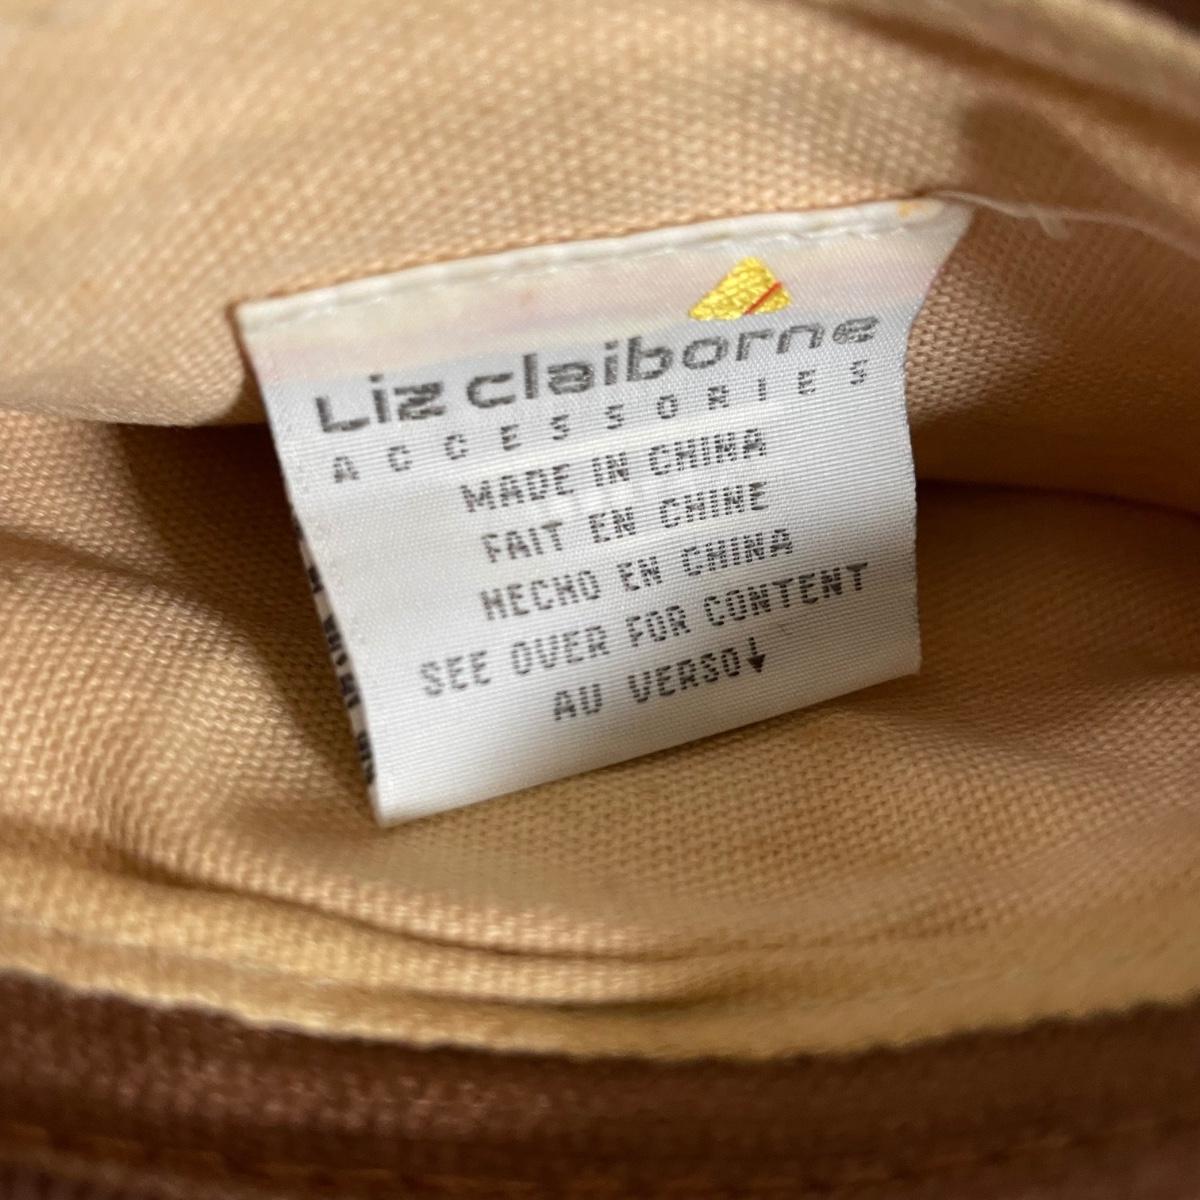 Liz claiborne
ACCESSORIES
MADE IN CHINA
FAIT EN CHINE
HECHO EN CHINA
SEE OVER FOR CONTENT
AU VERSO↓